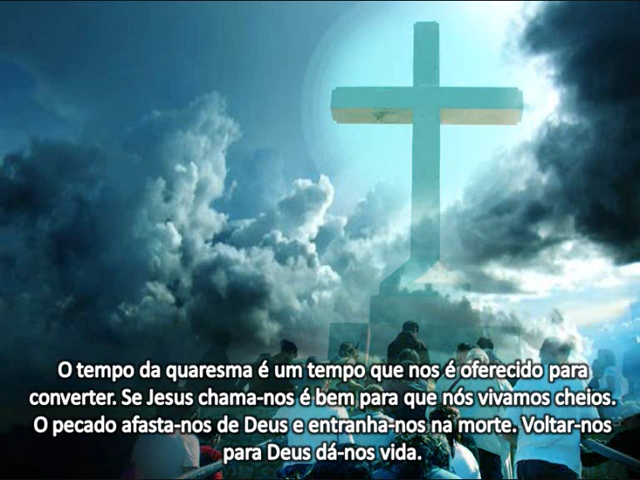 O tempo da quaresma é um tempo que nos é oferecido para
converter. Se Jesus chama-nos é bem para que nós vivamos cheios.
O pecado afasta-nos de Deus e entranha-nos na morte. Voltar-nos
para Deus dá-nos vida.